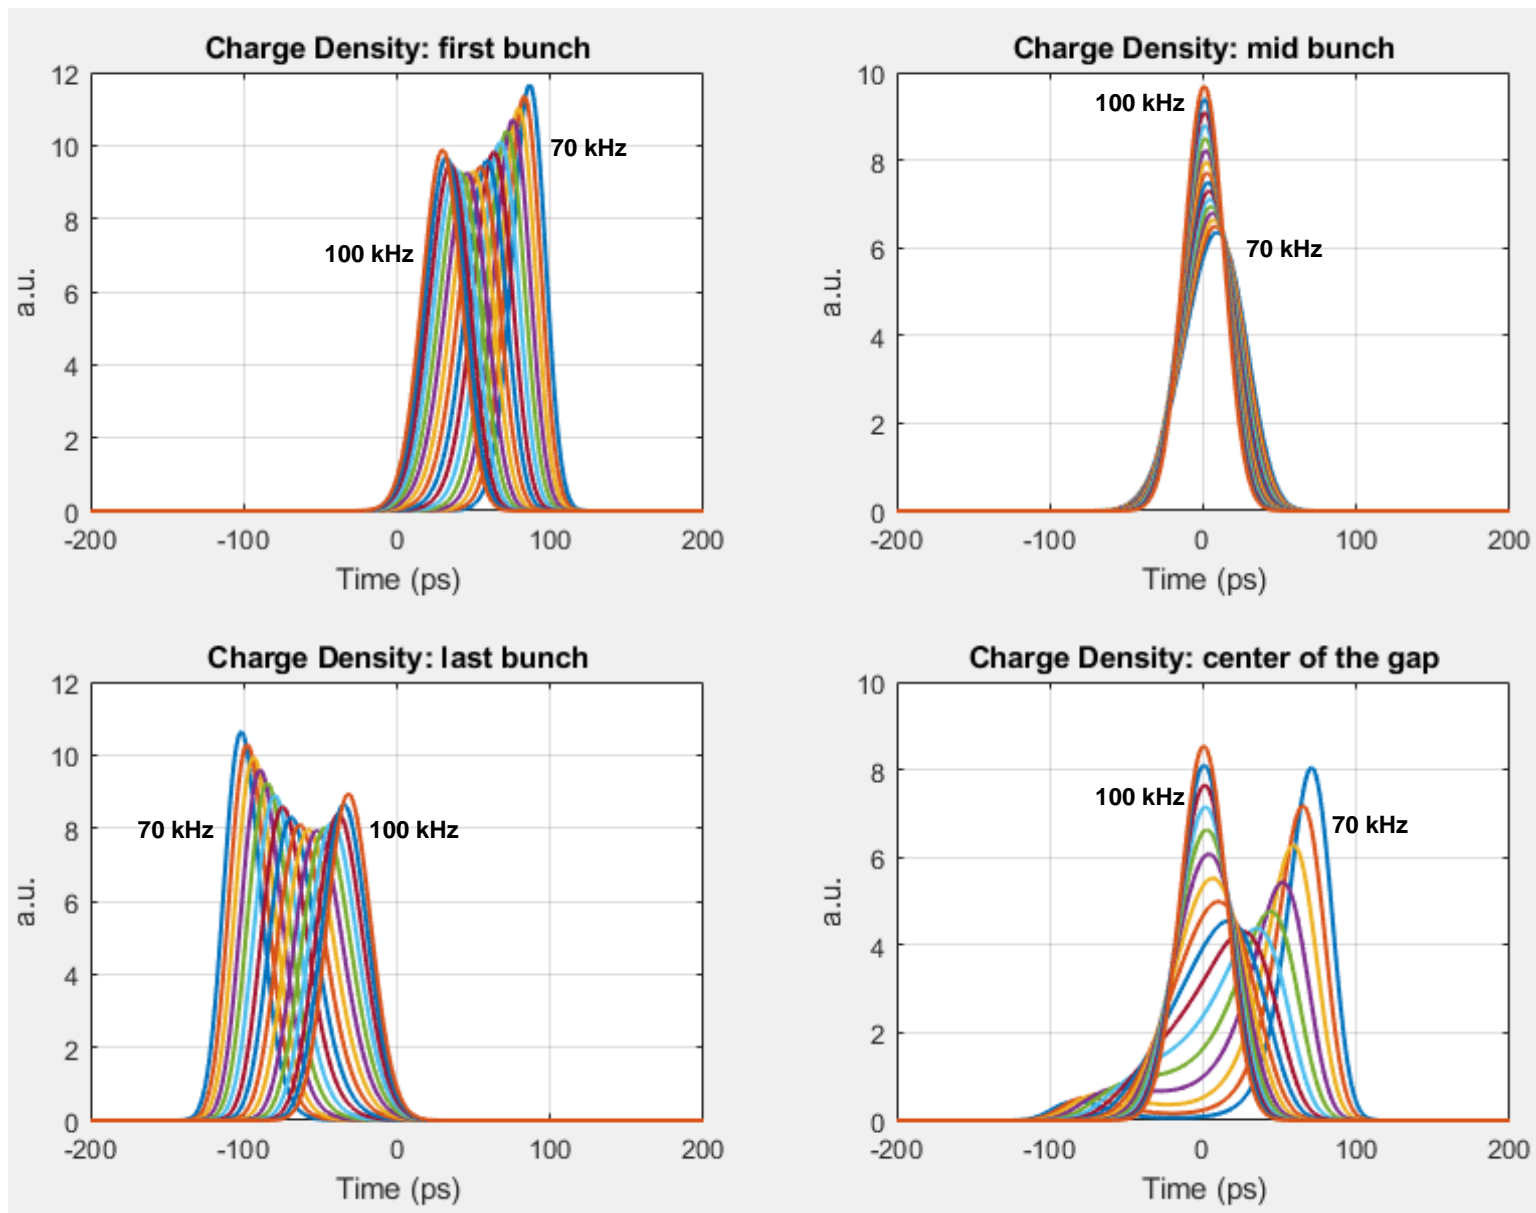 Charge Density: first bunch
12
10
8
6
4
2
0
a.u.
70 kHz
100 kHz
-200 -100 0 100 200
Time (ps)
Charge Density: mid bunch
10
8
6
4
2
0
a.u.
100 kHz
70 kHz
-200 -100 0 100 200
Time (ps)
Charge Density: last bunch
12
10
8
6
4
2
0
a.u.
70 kHz 100 kHz
-200 -100 0 100 200
Time (ps)
Charge Density: center of the gap
10
8
6
4
2
0
a.u.
100 kHz
70 kHz
-200 -100 0 100 200
Time (ps)